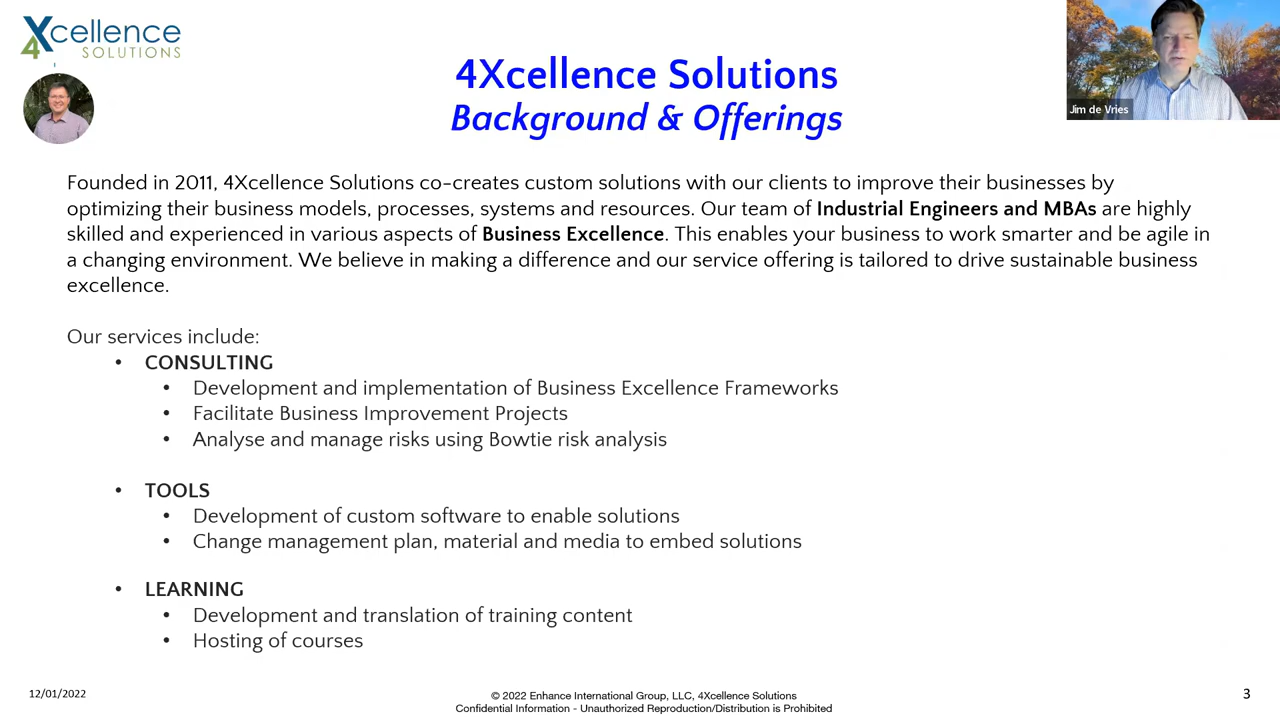 4Xcellence
SOLUTIONS
Jim de Vries
4Xcellence Solutions
Background & Offerings
Founded in 2011, 4Xcellence Solutions co-creates custom solutions with our clients to improve their businesses by
optimizing their business models, processes, systems and resources. Our team of Industrial Engineers and MBAs are highly
skilled and experienced in various aspects of Business Excellence. This enables your business to work smarter and be agile in
a changing environment. We believe in making a difference and our service offering is tailored to drive sustainable business
excellence.
Our services include:
• CONSULTING
• Development and implementation of Business Excellence Frameworks
• Facilitate Business Improvement Projects
• Analyse and manage risks using Bowtie risk analysis
• TOOLS
• Development of custom software to enable solutions
• Change management plan, material and media to embed solutions
• LEARNING
• Development and translation of training content
• Hosting of courses
12/01/2022
© 2022 Enhance International Group, LLC, 4Xcellence Solutions
Confidential Information - Unauthorized Reproduction/Distribution is Prohibited
3